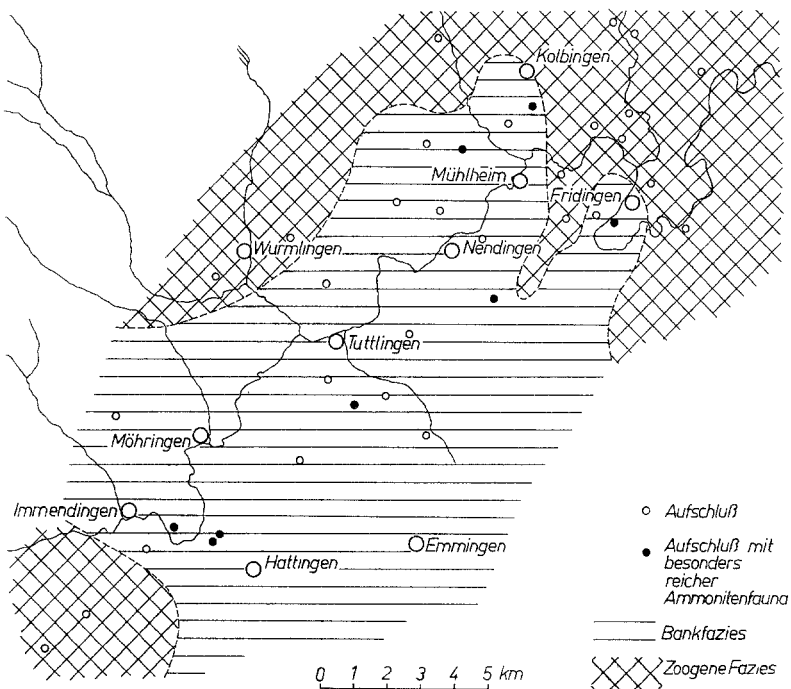 Kolbingen
Mühlheim
Fridingen
Wurmlingen
Nendingen
Tuttlingen
Möhringen
Immendingen
Emmingen
Hattingen
Aufschluß
Aufschluß mit
besonders
reicher
Ammonitenfauna
Bankfazies
Zoogene Fazies
0 1 2 3 4 5 km